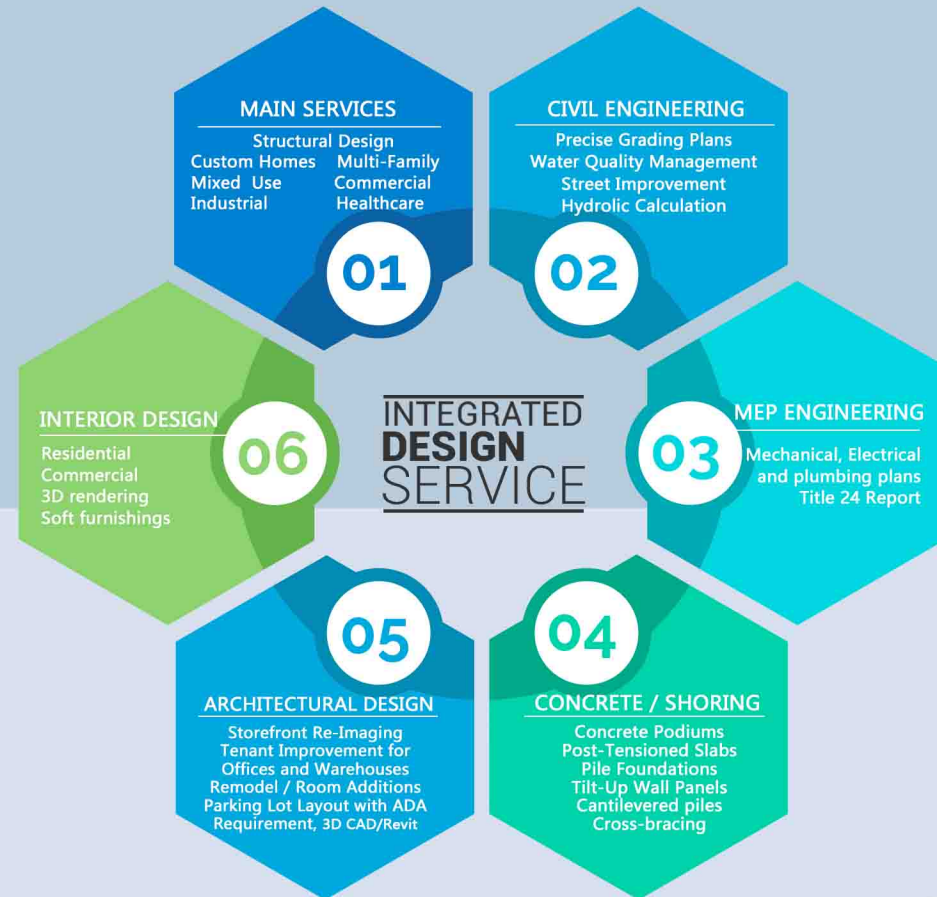 MAIN SERVICES
Structural Design
Custom Homes Multi-Family
Mixed Use Commercial
Industrial Healthcare
01
CIVIL ENGINEERING
Precise Grading Plans
Water Quality Management
Street Improvement
Hydrolic Calculation
02
MEP ENGINEERING
Mechanical, Electrical
and plumbing plans
Title 24 Report
03
CONCRETE / SHORING
Concrete Podiums
Post-Tensioned Slabs
Pile Foundations
Tilt-Up Wall Panels
Cantilevered piles
Cross-bracing
04
ARCHITECTURAL DESIGN
Storefront Re-Imaging
Tenant Improvement for
Offices and Warehouses
Remodel / Room Additions
Parking Lot Layout with ADA
Requirement, 3D CAD/Revit
05
INTERIOR DESIGN
Residential
Commercial
3D rendering
Soft furnishings
06
INTEGRATED
DESIGN
SERVICE